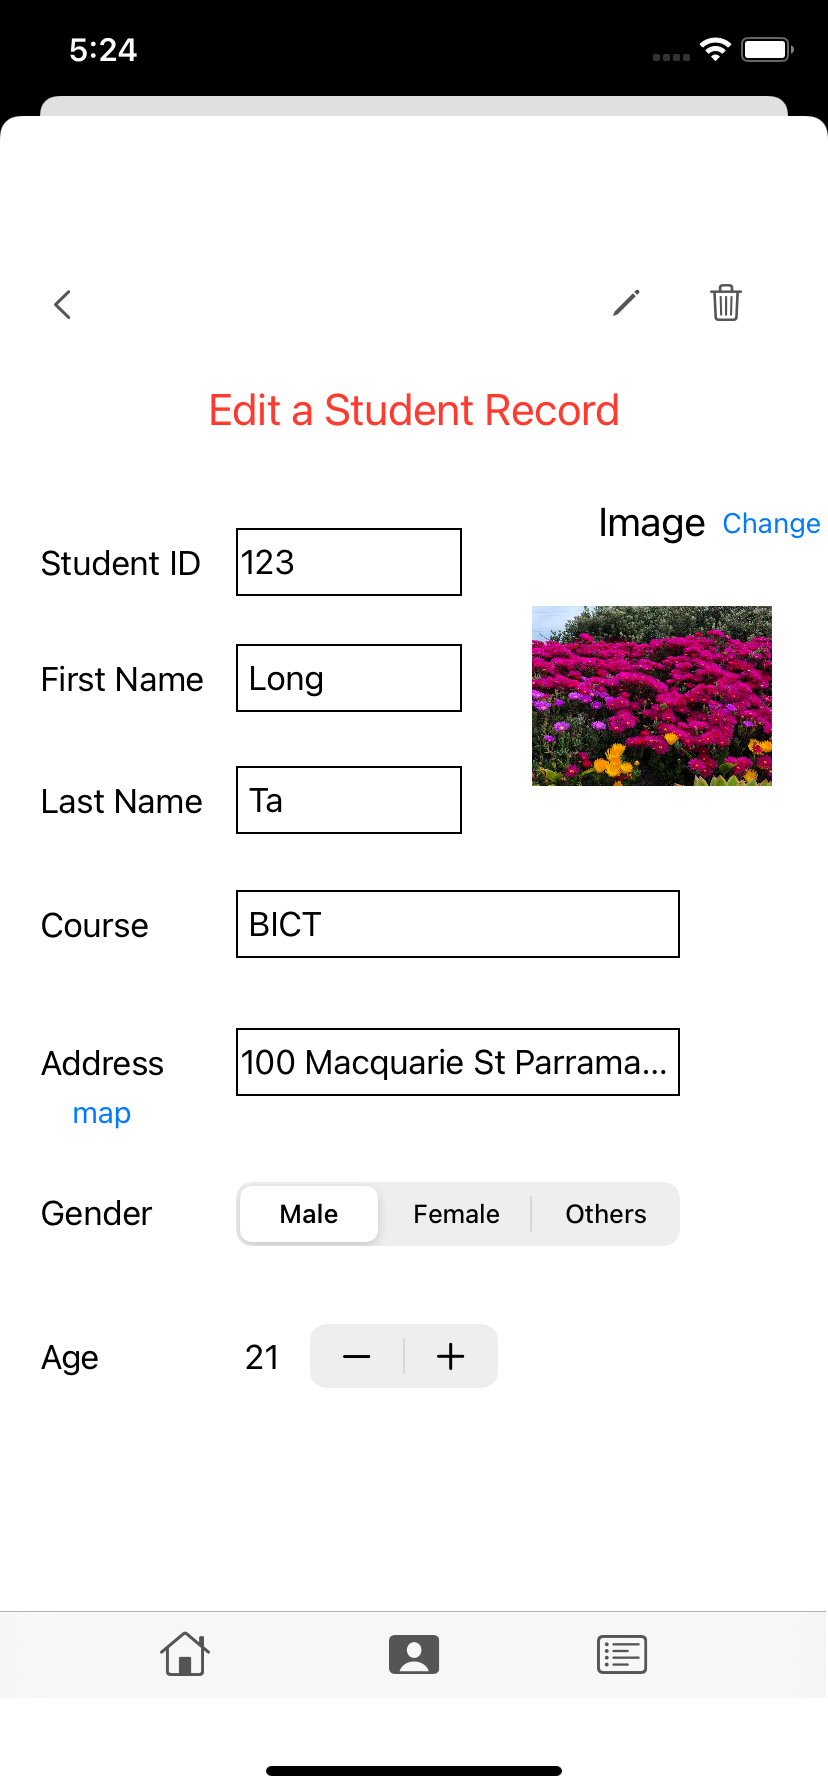 5:24
Edit a Student Record
Image Change
Student ID 123
First Name Long
Last Name Ta
Course BICT
Address 100 Macquarie St Parrama...
map
Gender Male Female Others
Age 21 − +